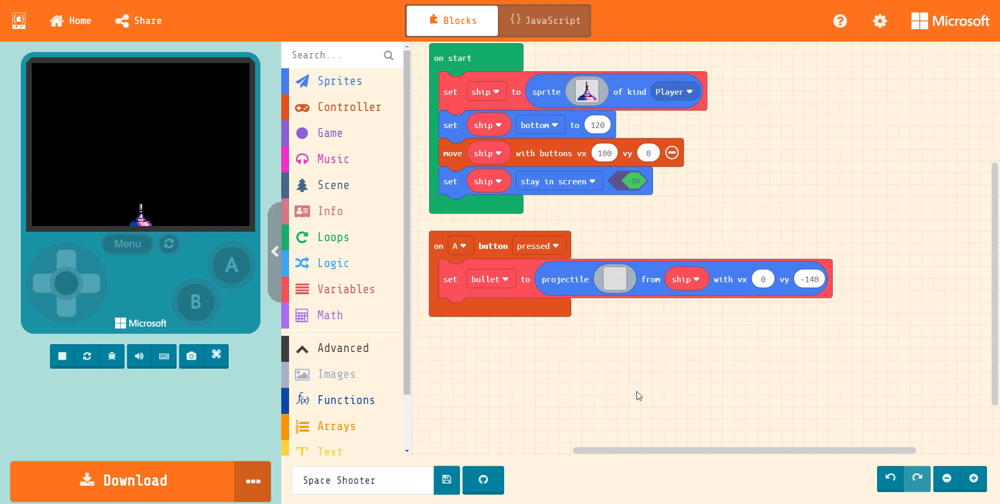 Home
Share
Blocks
{} JavaScript
Microsoft
Menu
A
B
Microsoft
Download
Search...
Sprites
Controller
Game
Music
Scene
Info
Loops
Logic
Variables
Math
Advanced
Images
f(x) Functions
Arrays
Text
on start
set ship to sprite of kind Player
set ship bottom to 120
move ship with buttons vx 100 vy 0
set ship stay in screen ON
on A button pressed
set bullet to projectile from ship with vx 0 vy -140
Space Shooter